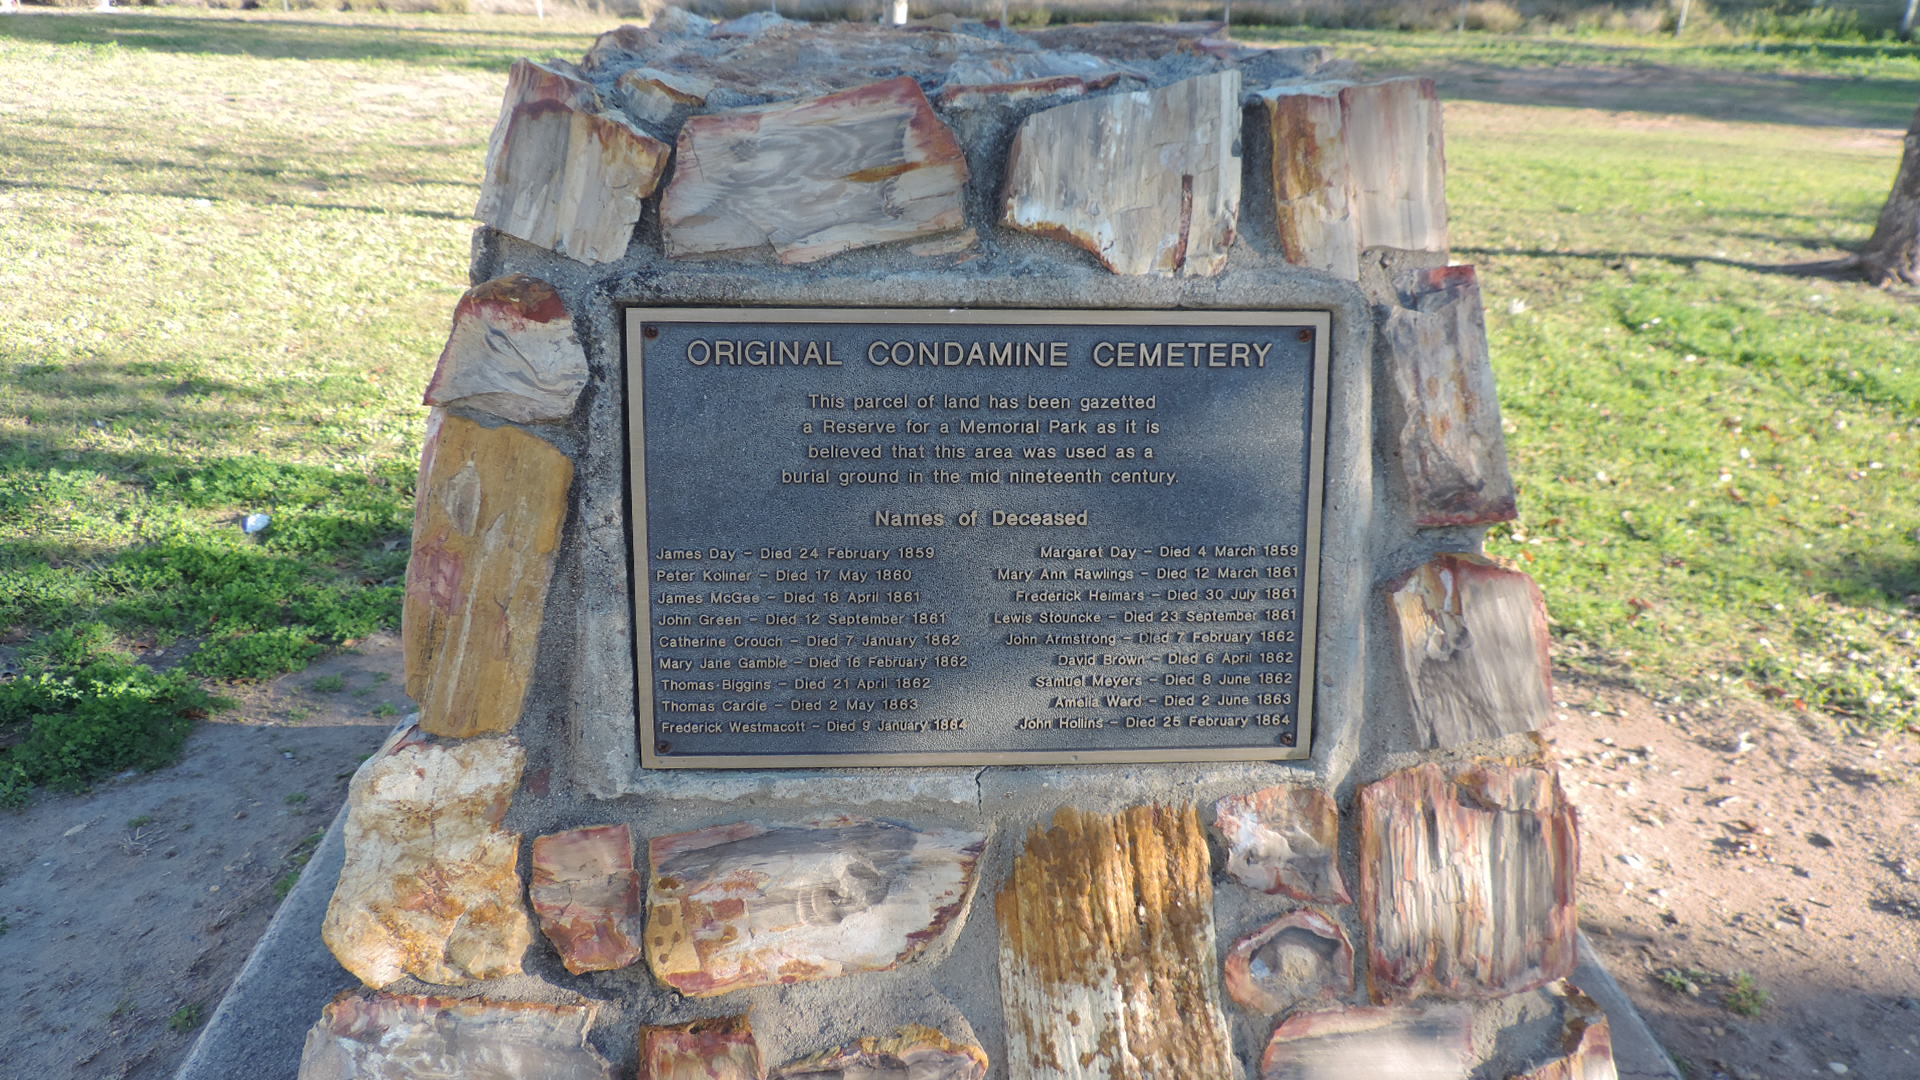 ORIGINAL CONDAMINE CEMETERY
This parcel of land has been gazetted
a Reserve for a Memorial Park as it is
believed that this area was used as a
burial ground in the mid nineteenth century.
Names of Deceased
James Day – Died 24 February 1859
Margaret Day – Died 4 March 1859
Peter Koliner – Died 17 May 1860
Mary Ann Rawlings – Died 12 March 1861
James McGee – Died 18 April 1861
Frederick Heimars – Died 30 July 1861
John Green – Died 12 September 1861
Lewis Stouncke – Died 23 September 1861
Catherine Crouch – Died 7 January 1862
John Armstrong – Died 7 February 1862
Mary Jane Gamble – Died 16 February 1862
David Brown – Died 6 April 1862
Thomas Biggins – Died 21 April 1862
Samuel Meyers – Died 8 June 1862
Thomas Cardie – Died 2 May 1863
Amelia Ward – Died 2 June 1863
Frederick Westmacott – Died 9 January 1864
John Hollins – Died 25 February 1864